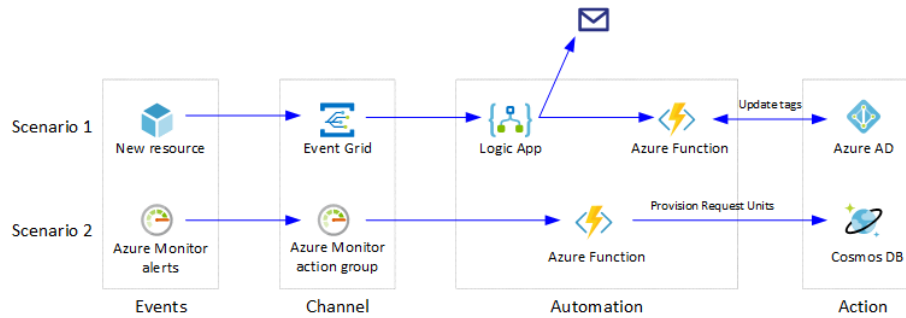 Scenario 1
New resource
Event Grid
Logic App
Azure Function
Update tags
Azure AD
Scenario 2
Azure Monitor
alerts
Azure Monitor
action group
Azure Function
Provision Request Units
Cosmos DB
Events
Channel
Automation
Action